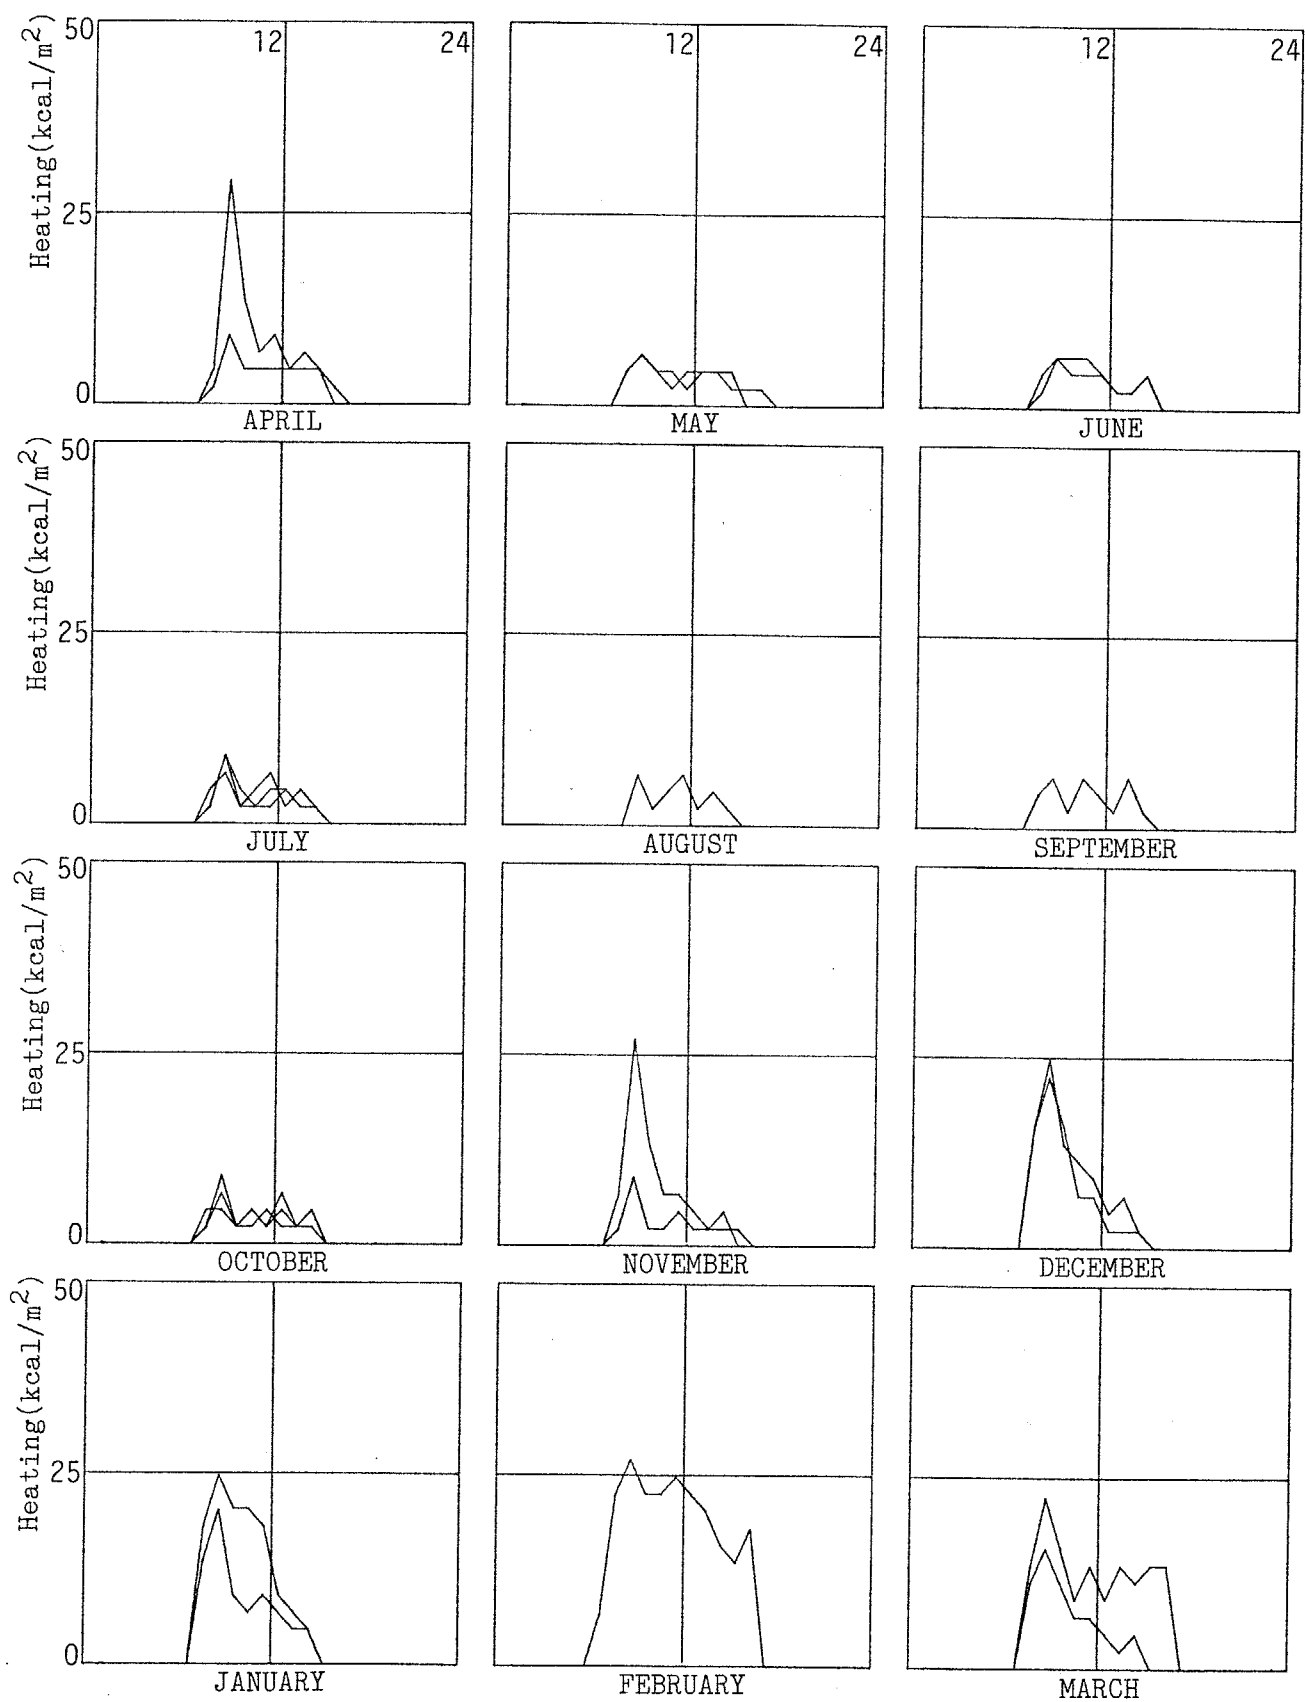 50
12 24 12 24 12 24
Heating(kcal/m²)
25
0
APRIL MAY JUNE
50
Heating(kcal/m²)
25
0
JULY AUGUST SEPTEMBER
50
Heating(kcal/m²)
25
0
OCTOBER NOVEMBER DECEMBER
50
Heating(kcal/m²)
25
0
JANUARY FEBRUARY MARCH